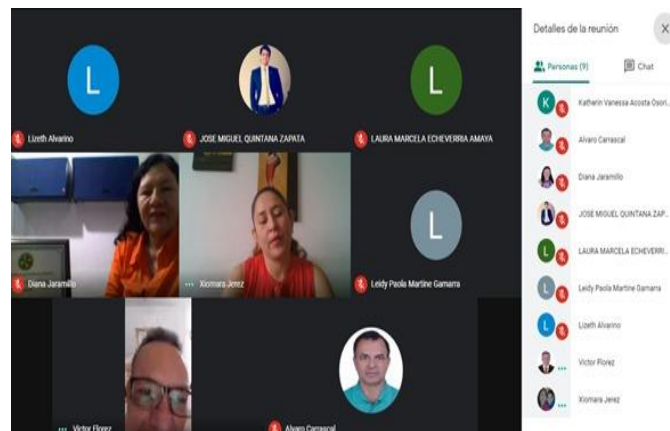 L
Lizeth Alvarino
JOSE MIGUEL QUINTANA ZAPATA
L
LAURA MARCELA ECHEVERRIA AMAYA
Diana Jaramillo
Xiomara Jerez
L
Leidy Paola Martine Gamarra
Victor Florez
Alvaro Carrascal
Detalles de la reunión
Personas (9)
Chat
K
Katherin Vanessa Acosta Osori...
Alvaro Carrascal
Diana Jaramillo
JOSE MIGUEL QUINTANA ZAP...
L
LAURA MARCELA ECHEVERRI...
L
Leidy Paola Martine Gamarra
L
Lizeth Alvarino
Victor Florez
Xiomara Jerez